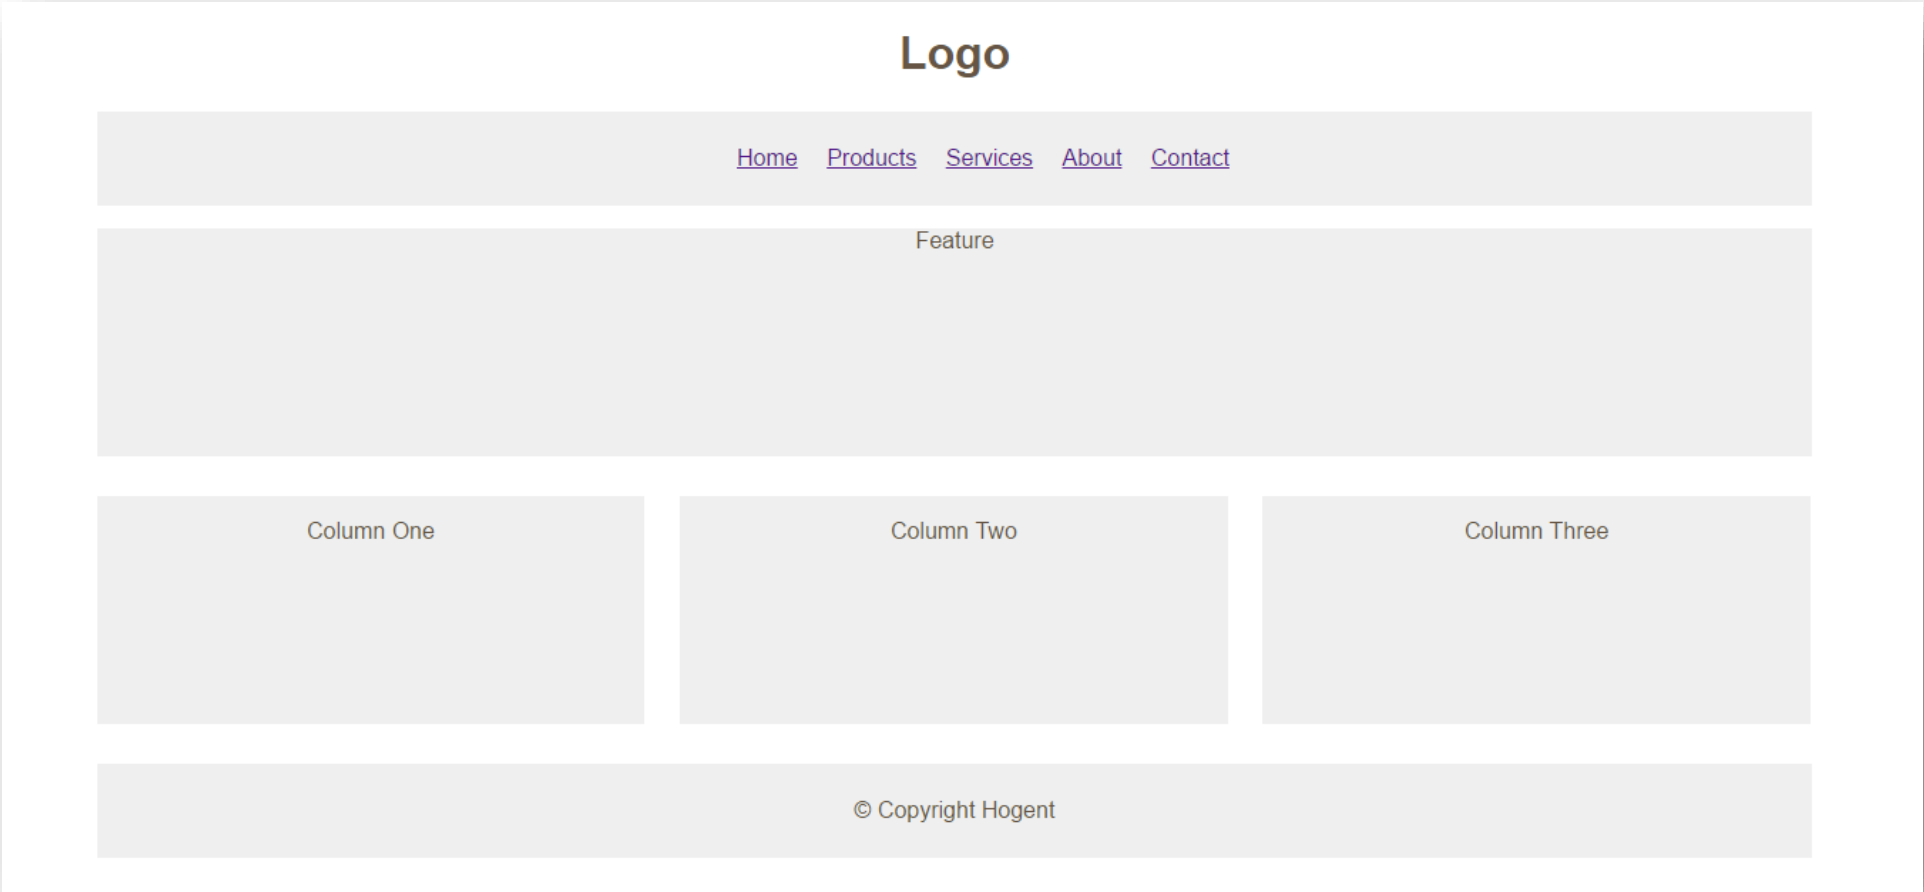 Logo
Home Products Services About Contact
Feature
Column One
Column Two
Column Three
© Copyright Hogent